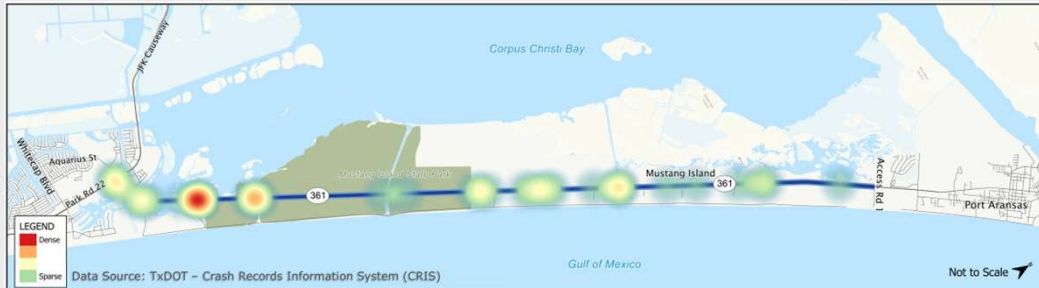 Corpus Christi Bay
JFK Causeway
Whitecap Blvd
Aquarius St
Park Rd 22
Mustang Island State Park
361
Mustang Island
361
Access Rd 1
Port Aransas
LEGEND
Dense
Sparse
Data Source: TxDOT – Crash Records Information System (CRIS)
Gulf of Mexico
Not to Scale